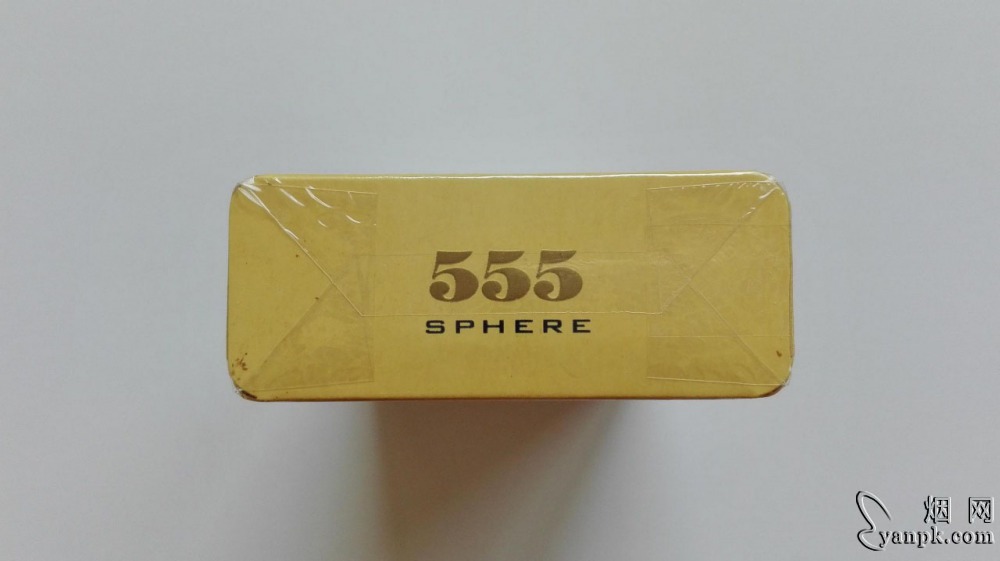 555
SPHERE
烟网
yanpk.com